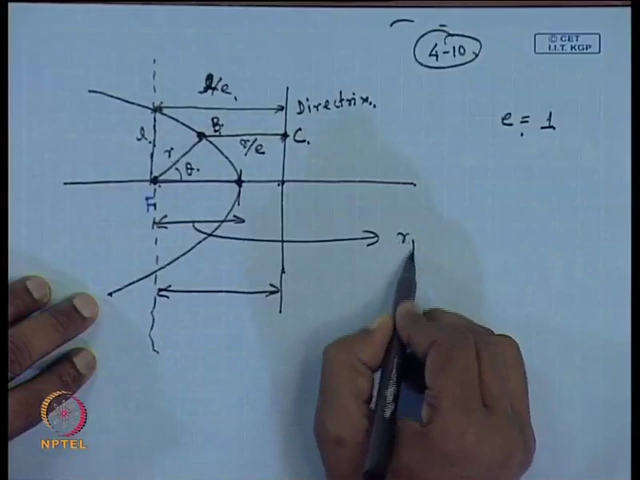 4-10
© CET
I.I.T. KGP
l/e.
Directrix.
e = 1
l.
B
C.
r
r/e
θ.
F
r
NPTEL